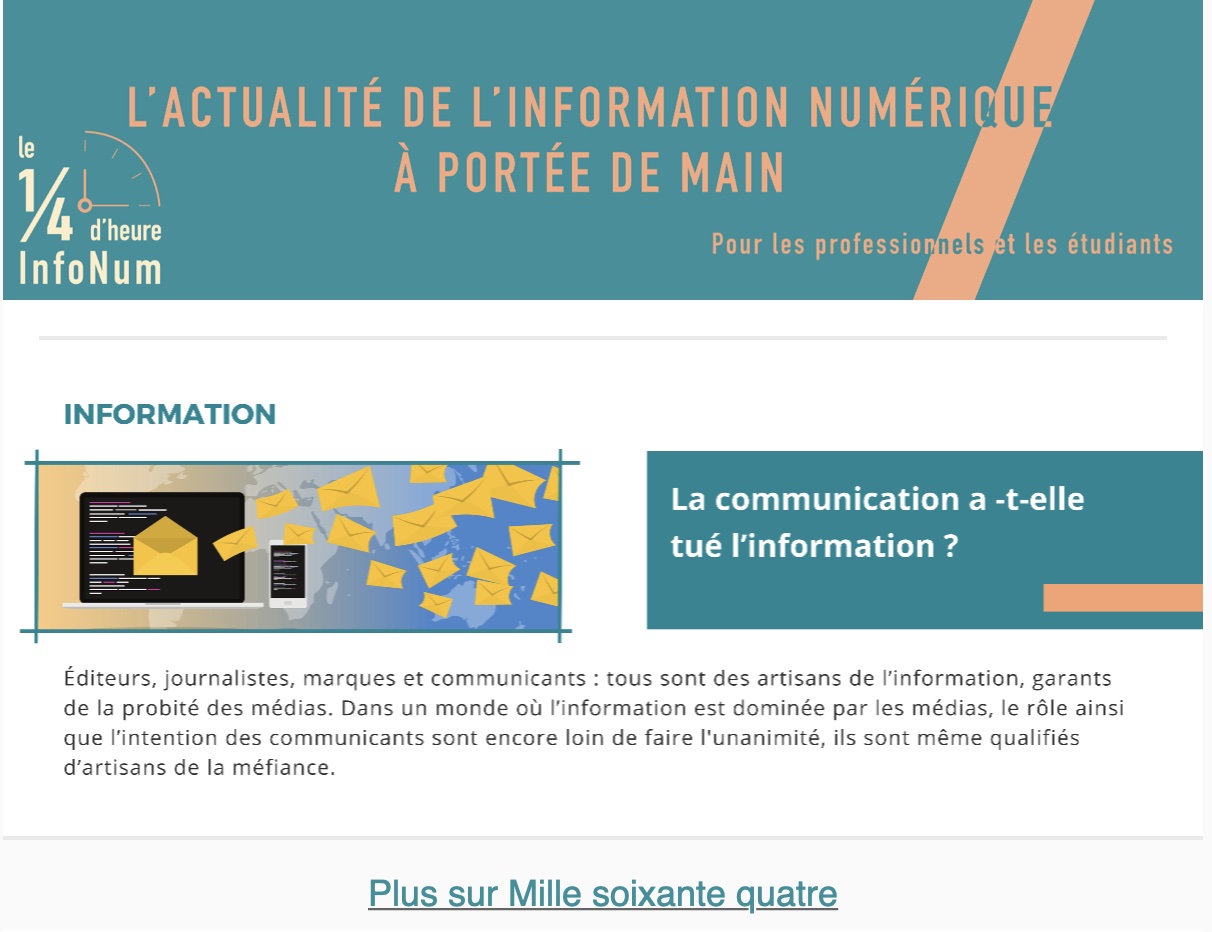 L'ACTUALITÉ DE L'INFORMATION NUMÉRIQUE
À PORTÉE DE MAIN
le
1/4
d'heure
InfoNum
Pour les professionnels et les étudiants
INFORMATION
La communication a -t-elle
tué l'information ?
Éditeurs, journalistes, marques et communicants : tous sont des artisans de l'information, garants
de la probité des médias. Dans un monde où l'information est dominée par les médias, le rôle ainsi
que l'intention des communicants sont encore loin de faire l'unanimité, ils sont même qualifiés
d'artisans de la méfiance.
Plus sur Mille soixante quatre